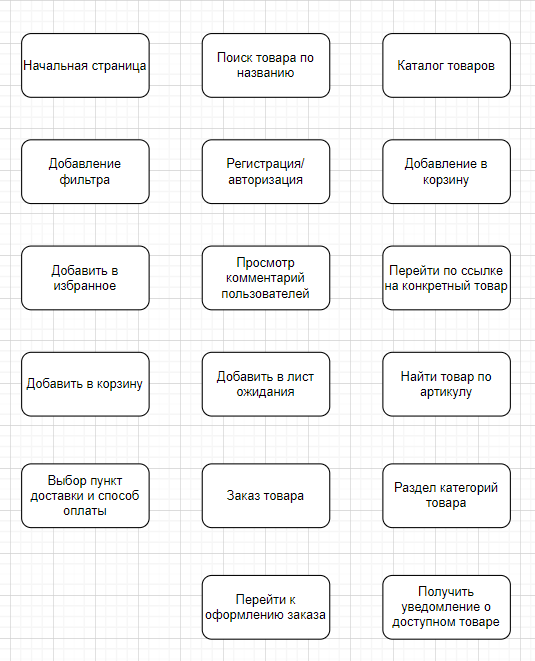 Начальная страница
Поиск товара по
названию
Каталог товаров
Добавление
фильтра
Регистрация/
авторизация
Добавление в
корзину
Добавить в
избранное
Просмотр
комментарий
пользователей
Перейти по ссылке
на конкретный товар
Добавить в корзину
Добавить в лист
ожидания
Найти товар по
артикулу
Выбор пункт
доставки и способ
оплаты
Заказ товара
Раздел категорий
товара
Перейти к
оформлению заказа
Получить
уведомление о
доступном товаре